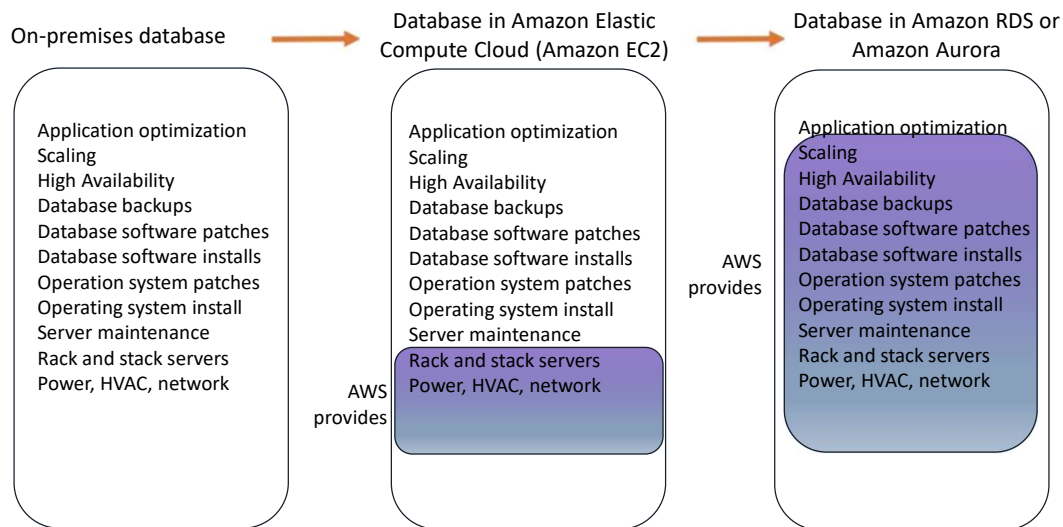 On-premises database
Database in Amazon Elastic
Compute Cloud (Amazon EC2)
Database in Amazon RDS or
Amazon Aurora
Application optimization
Scaling
High Availability
Database backups
Database software patches
Database software installs
Operation system patches
Operating system install
Server maintenance
Rack and stack servers
Power, HVAC, network
AWS
provides
Application optimization
Scaling
High Availability
Database backups
Database software patches
Database software installs
Operation system patches
Operating system install
Server maintenance
Rack and stack servers
Power, HVAC, network
AWS
provides
Application optimization
Scaling
High Availability
Database backups
Database software patches
Database software installs
Operation system patches
Operating system install
Server maintenance
Rack and stack servers
Power, HVAC, network